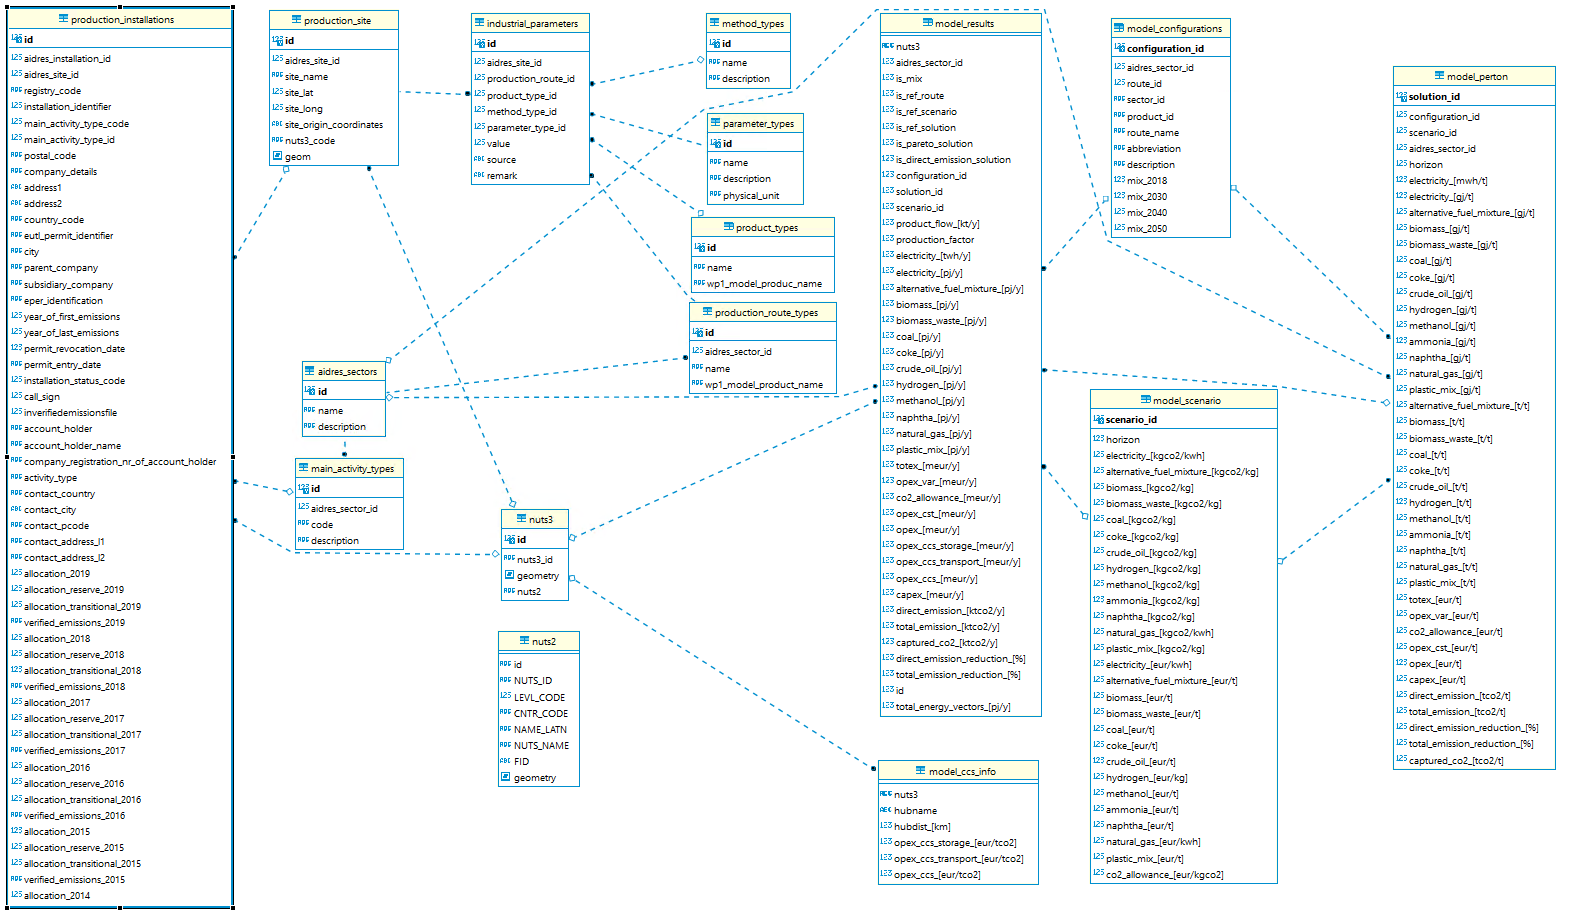 production_installations
id
aidres_installation_id
aidres_site_id
registry_code
installation_identifier
main_activity_type_code
main_activity_type_id
postal_code
company_details
address1
address2
country_code
eutl_permit_identifier
city
parent_company
subsidiary_company
eper_identification
year_of_first_emissions
year_of_last_emissions
permit_revocation_date
permit_entry_date
installation_status_code
call_sign
inverifiedemissionsfile
account_holder
account_holder_name
company_registration_nr_of_account_holder
activity_type
contact_country
contact_city
contact_pcode
contact_address_l1
contact_address_l2
allocation_2019
allocation_reserve_2019
allocation_transitional_2019
verified_emissions_2019
allocation_2018
allocation_reserve_2018
allocation_transitional_2018
verified_emissions_2018
allocation_2017
allocation_reserve_2017
allocation_transitional_2017
verified_emissions_2017
allocation_2016
allocation_reserve_2016
allocation_transitional_2016
verified_emissions_2016
allocation_2015
allocation_reserve_2015
allocation_transitional_2015
verified_emissions_2015
allocation_2014
production_site
id
aidres_site_id
site_name
site_lat
site_long
site_origin_coordinates
nuts3_code
geom
industrial_parameters
id
aidres_site_id
production_route_id
product_type_id
method_type_id
parameter_type_id
value
source
remark
method_types
id
name
description
parameter_types
id
name
description
physical_unit
product_types
id
name
wp1_model_produc_name
production_route_types
id
aidres_sector_id
name
wp1_model_product_name
aidres_sectors
id
name
description
main_activity_types
id
aidres_sector_id
code
description
nuts3
id
nuts3_id
geometry
nuts2
nuts2
id
NUTS_ID
LEVL_CODE
CNTR_CODE
NAME_LATN
NUTS_NAME
FID
geometry
model_results
nuts3
aidres_sector_id
is_mix
is_ref_route
is_ref_scenario
is_ref_solution
is_pareto_solution
is_direct_emission_solution
configuration_id
solution_id
scenario_id
product_flow_[kt/y]
production_factor
electricity_[twh/y]
electricity_[pj/y]
alternative_fuel_mixture_[pj/y]
biomass_[pj/y]
biomass_waste_[pj/y]
coal_[pj/y]
coke_[pj/y]
crude_oil_[pj/y]
hydrogen_[pj/y]
methanol_[pj/y]
naphtha_[pj/y]
natural_gas_[pj/y]
plastic_mix_[pj/y]
totex_[meur/y]
opex_var_[meur/y]
co2_allowance_[meur/y]
opex_cst_[meur/y]
opex_[meur/y]
opex_ccs_storage_[meur/y]
opex_ccs_transport_[meur/y]
opex_ccs_[meur/y]
capex_[meur/y]
direct_emission_[ktco2/y]
total_emission_[ktco2/y]
captured_co2_[ktco2/y]
direct_emission_reduction_[%]
total_emission_reduction_[%]
id
total_energy_vectors_[pj/y]
model_ccs_info
nuts3
hubname
hubdist_[km]
opex_ccs_storage_[eur/tco2]
opex_ccs_transport_[eur/tco2]
opex_ccs_[eur/tco2]
model_configurations
configuration_id
aidres_sector_id
route_id
sector_id
product_id
route_name
abbreviation
description
mix_2018
mix_2030
mix_2040
mix_2050
model_scenario
scenario_id
horizon
electricity_[kgco2/kwh]
alternative_fuel_mixture_[kgco2/kg]
biomass_[kgco2/kg]
biomass_waste_[kgco2/kg]
coal_[kgco2/kg]
coke_[kgco2/kg]
crude_oil_[kgco2/kg]
hydrogen_[kgco2/kg]
methanol_[kgco2/kg]
ammonia_[kgco2/kg]
naphtha_[kgco2/kg]
natural_gas_[kgco2/kwh]
plastic_mix_[kgco2/kg]
electricity_[eur/kwh]
alternative_fuel_mixture_[eur/t]
biomass_[eur/t]
biomass_waste_[eur/t]
coal_[eur/t]
coke_[eur/t]
crude_oil_[eur/t]
hydrogen_[eur/kg]
methanol_[eur/t]
ammonia_[eur/t]
naphtha_[eur/t]
natural_gas_[eur/kwh]
plastic_mix_[eur/t]
co2_allowance_[eur/kgco2]
model_perton
solution_id
configuration_id
scenario_id
aidres_sector_id
horizon
electricity_[mwh/t]
electricity_[gj/t]
alternative_fuel_mixture_[gj/t]
biomass_[gj/t]
biomass_waste_[gj/t]
coal_[gj/t]
coke_[gj/t]
crude_oil_[gj/t]
hydrogen_[gj/t]
methanol_[gj/t]
ammonia_[gj/t]
naphtha_[gj/t]
natural_gas_[gj/t]
plastic_mix_[gj/t]
alternative_fuel_mixture_[t/t]
biomass_[t/t]
biomass_waste_[t/t]
coal_[t/t]
coke_[t/t]
crude_oil_[t/t]
hydrogen_[t/t]
methanol_[t/t]
ammonia_[t/t]
naphtha_[t/t]
natural_gas_[t/t]
plastic_mix_[t/t]
totex_[eur/t]
opex_var_[eur/t]
co2_allowance_[eur/t]
opex_cst_[eur/t]
opex_[eur/t]
capex_[eur/t]
direct_emission_[tco2/t]
total_emission_[tco2/t]
direct_emission_reduction_[%]
total_emission_reduction_[%]
captured_co2_[tco2/t]